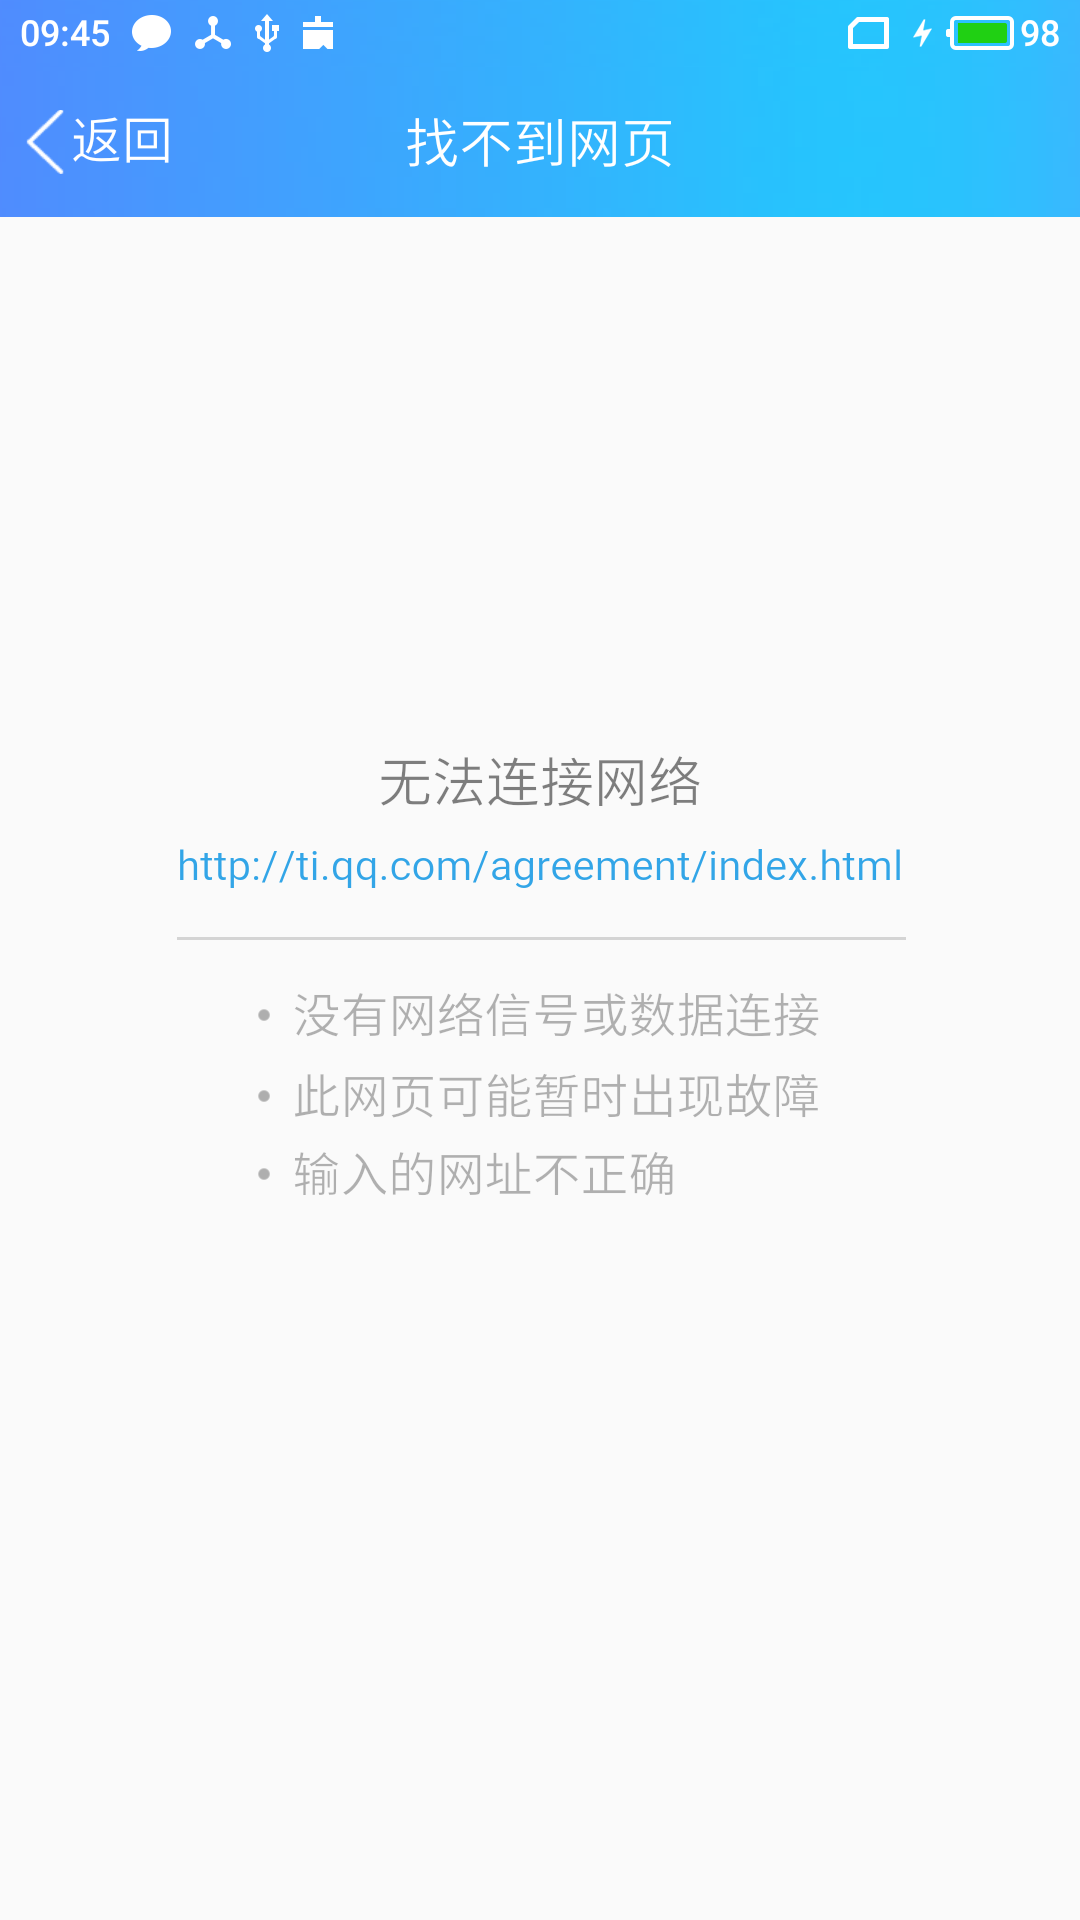 09:45 98
返回 找不到网页
无法连接网络
http://ti.qq.com/agreement/index.html
• 没有网络信号或数据连接
• 此网页可能暂时出现故障
• 输入的网址不正确